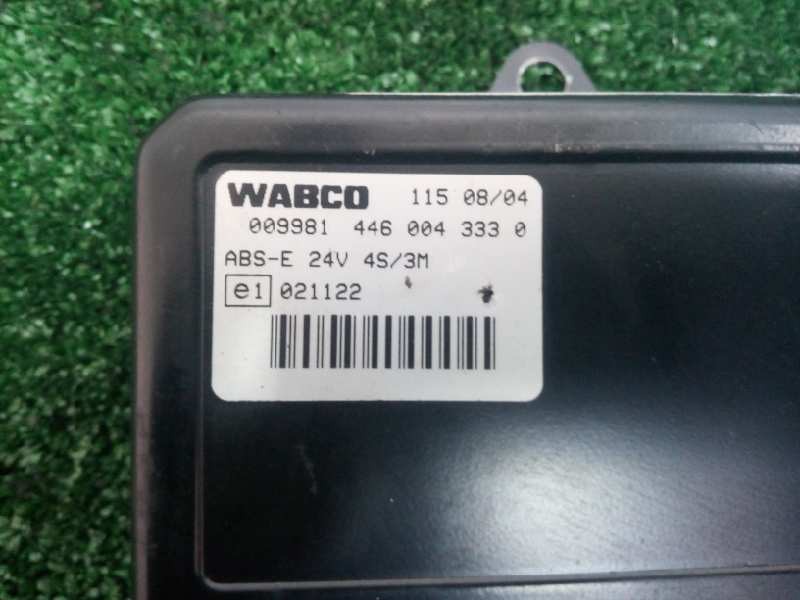 WABCO 115 08/04
009981 446 004 333 0
ABS-E 24V 4S/3M
e1 021122